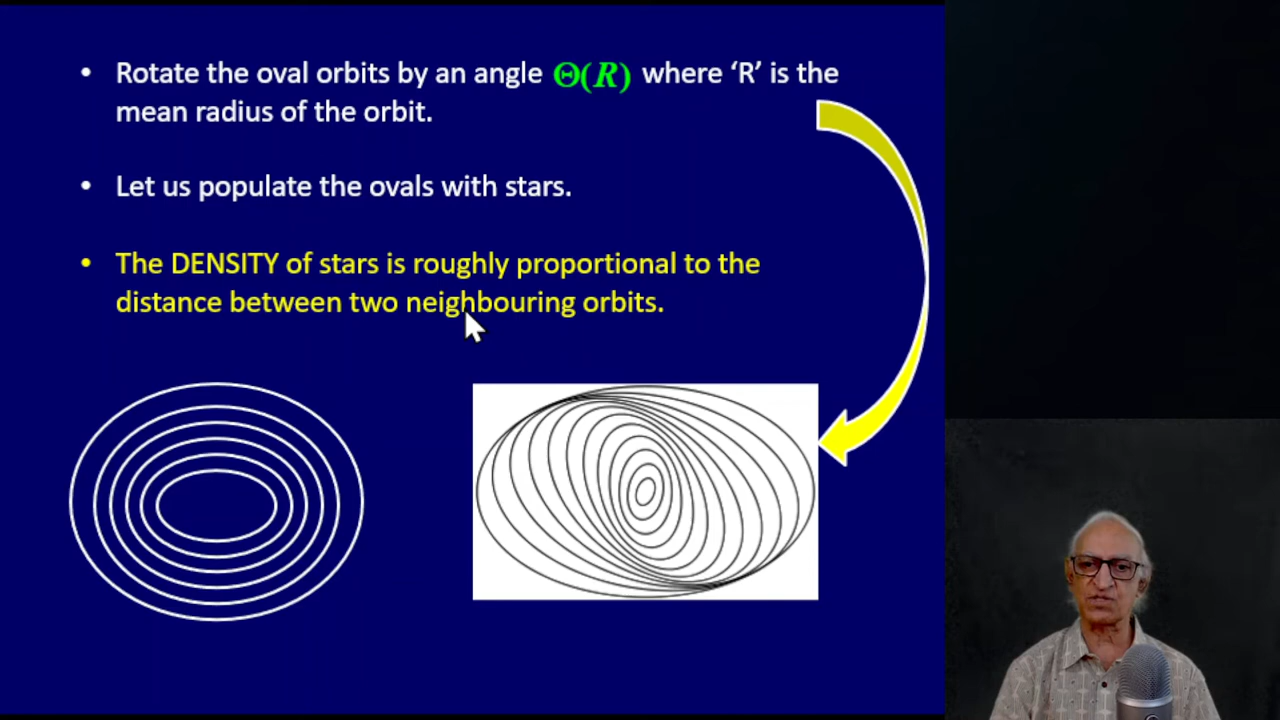 • Rotate the oval orbits by an angle Θ(R) where ‘R’ is the
mean radius of the orbit.
• Let us populate the ovals with stars.
• The DENSITY of stars is roughly proportional to the
distance between two neighbouring orbits.